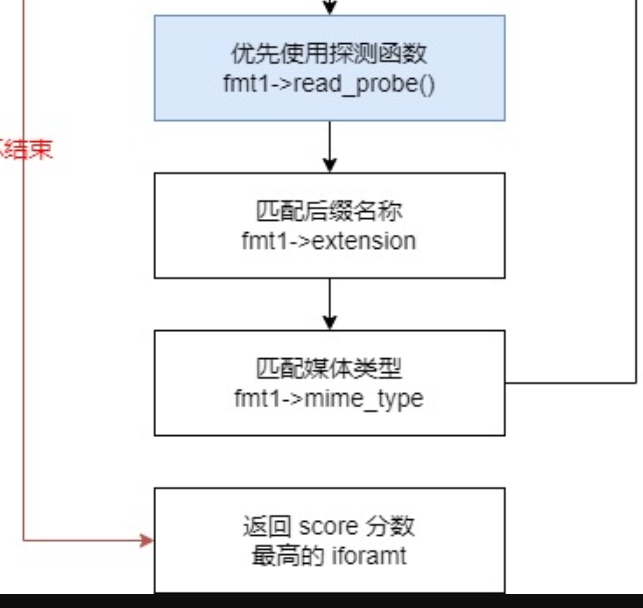 优先使用探测函数
fmt1->read_probe()
结束
匹配后缀名称
fmt1->extension
匹配媒体类型
fmt1->mime_type
返回 score 分数
最高的 iforamt